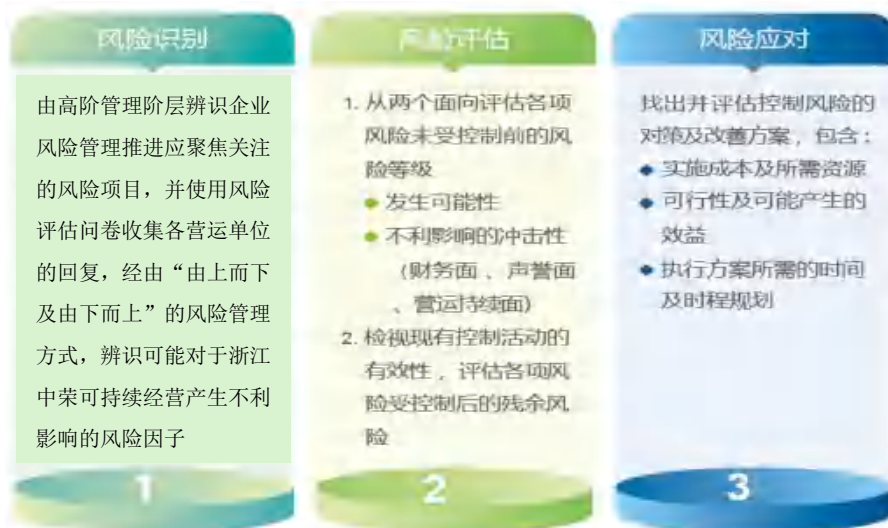 风险识别
由高阶管理阶层辨识企业
风险管理推进应聚焦关注
的风险项目，并使用风险
评估问卷收集各营运单位
的回复，经由“由上而下
及由下而上”的风险管理
方式，辨识可能对于浙江
中荣可持续经营产生不利
影响的风险因子
1
风险评估
1. 从两个面向评估各项
风险未受控制前的风
险等级
发生可能性
不利影响的冲击性
（财务面、声誉面
、营运持续面）
2. 检视现有控制活动的
有效性，评估各项风
险受控制后的残余风
险
2
风险应对
找出并评估控制风险的
对策及改善方案，包含：
实施成本及所需资源
可行性及可能产生的
效益
执行方案所需的时间
及时程规划
3